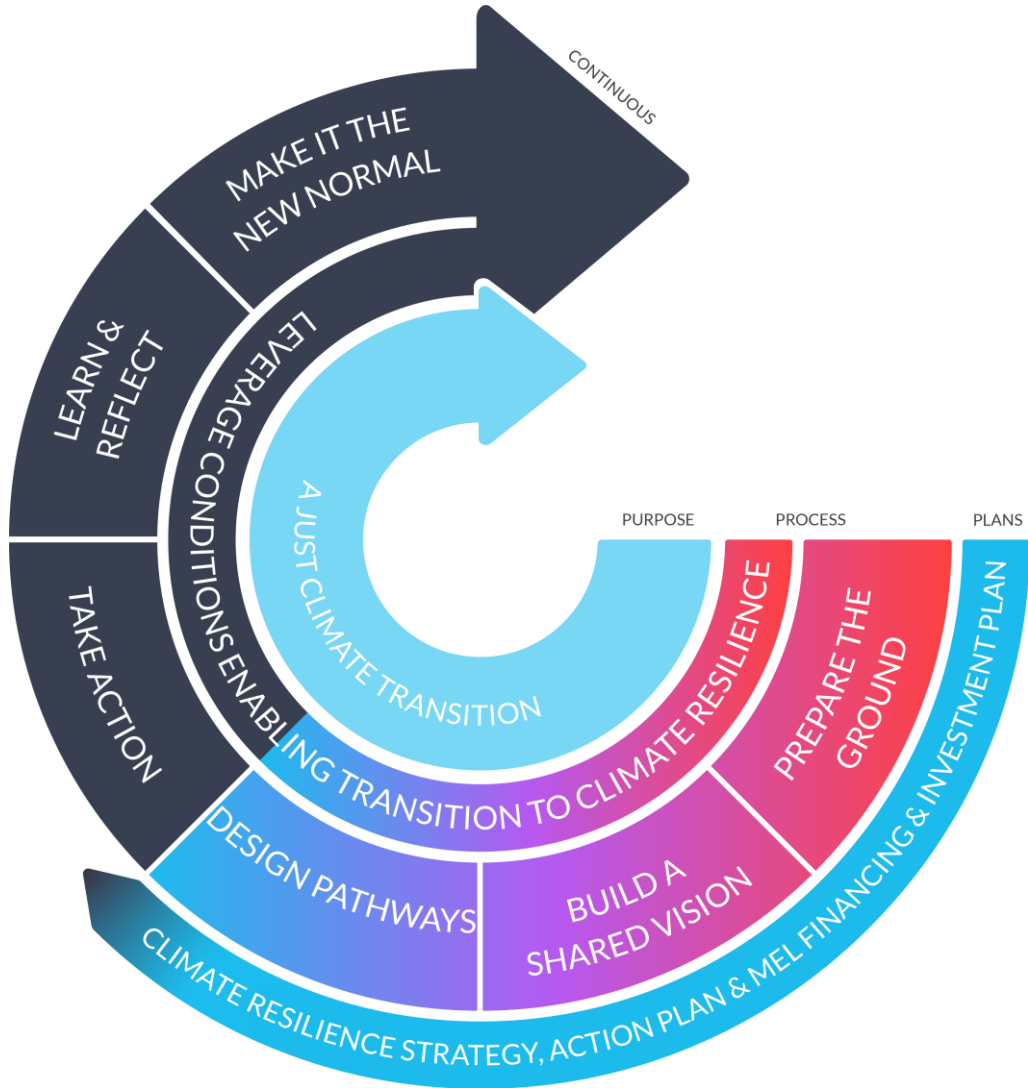 CONTINUOUS
MAKE IT THE
NEW NORMAL
LEARN &
REFLECT
TAKE ACTION
LEVERAGE CONDITIONS ENABLING TRANSITION TO CLIMATE RESILIENCE
A JUST CLIMATE TRANSITION
PURPOSE
PROCESS
PLANS
PREPARE THE
GROUND
BUILD A
SHARED VISION
DESIGN PATHWAYS
CLIMATE RESILIENCE STRATEGY, ACTION PLAN & MEL FINANCING & INVESTMENT PLAN